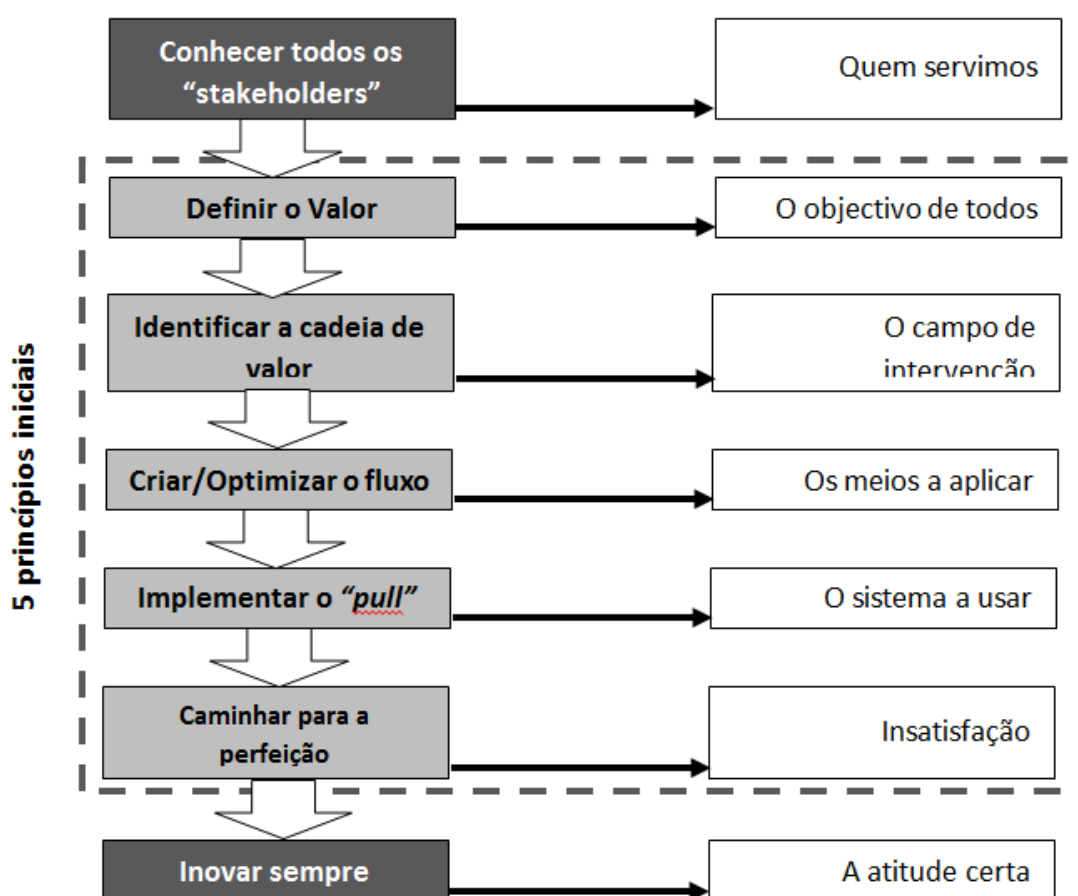 Conhecer todos os
“stakeholders”
Quem servimos
Definir o Valor
O objectivo de todos
Identificar a cadeia de
valor
O campo de
intervenção
Criar/Optimizar o fluxo
Os meios a aplicar
Implementar o “pull”
O sistema a usar
Caminhar para a
perfeição
Insatisfação
Inovar sempre
A atitude certa
5 princípios iniciais